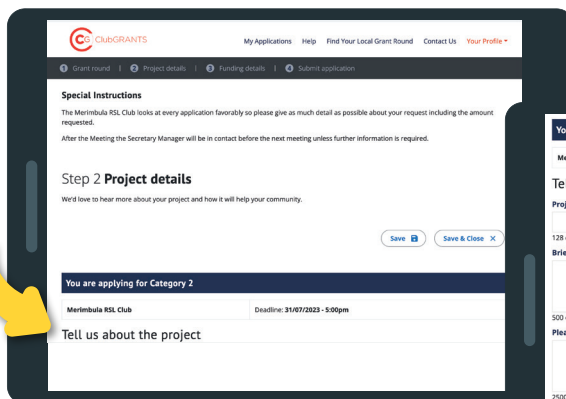 CG ClubGRANTS
My Applications Help Find Your Local Grant Round Contact Us Your Profile
1 Grant round | 2 Project details | 3 Funding details | 4 Submit application
Special Instructions
The Merimbula RSL Club looks at every application favorably so please give as much detail as possible about your request including the amount
requested.
After the Meeting the Secretary Manager will be in contact before the next meeting unless further information is required.
Step 2 Project details
We'd love to hear more about your project and how it will help your community.
Save
Save & Close X
You are applying for Category 2
Merimbula RSL Club Deadline: 31/07/2023 - 5:00pm
Tell us about the project
128
500
2500